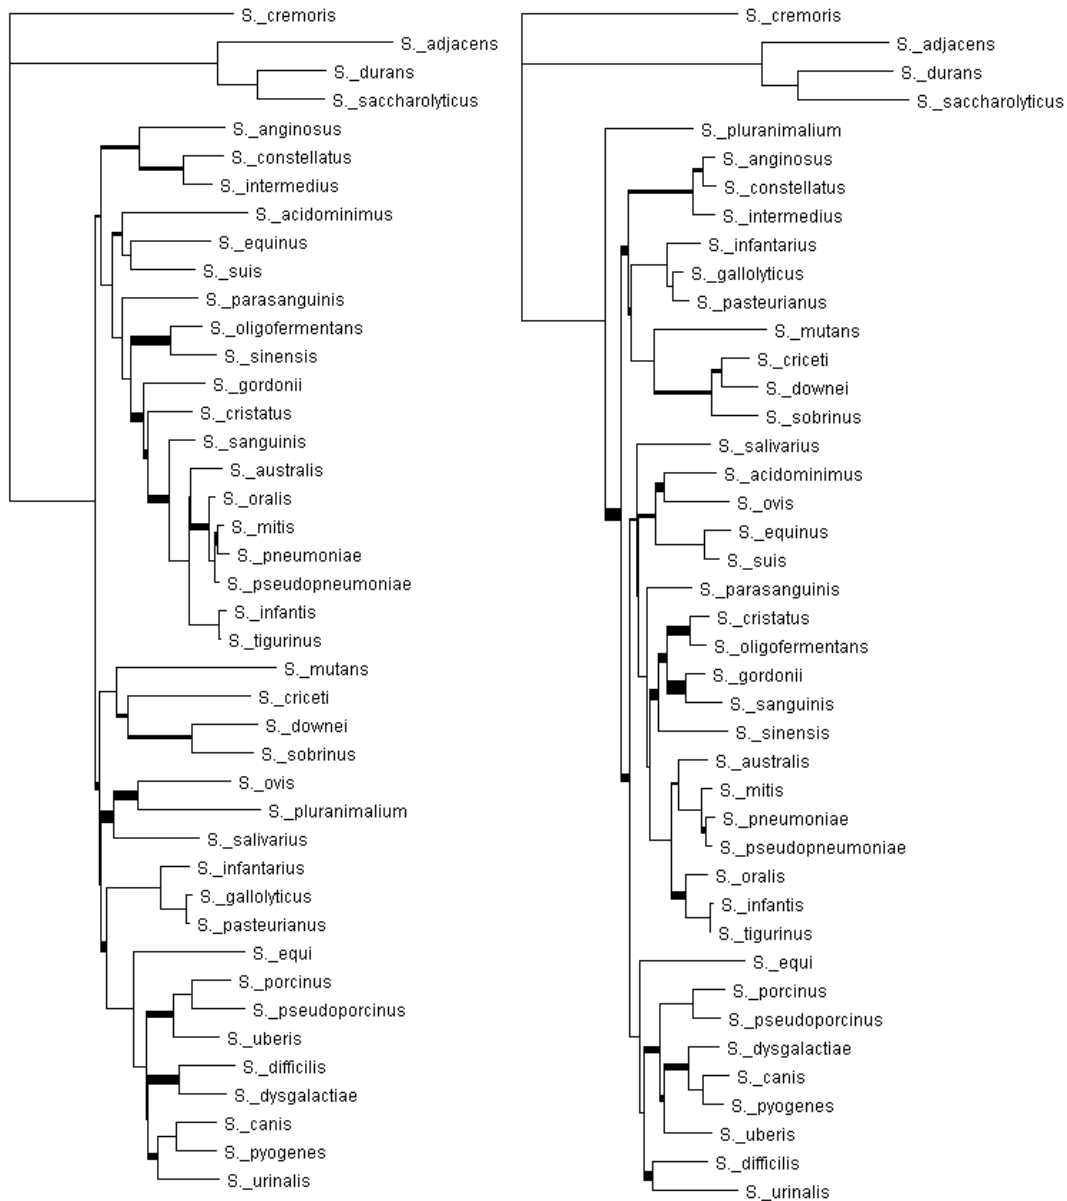 S._cremoris
S._adjacens
S._durans
S._saccharolyticus
S._anginosus
S._constellatus
S._intermedius
S._acidominimus
S._equinus
S._suis
S._parasanguinis
S._oligofermentans
S._sinensis
S._gordonii
S._cristatus
S._sanguinis
S._australis
S._oralis
S._mitis
S._pneumoniae
S._pseudopneumoniae
S._infantis
S._tigurinus
S._mutans
S._criceti
S._downei
S._sobrinus
S._ovis
S._pluranimalium
S._salivarius
S._infantarius
S._gallolyticus
S._pasteurianus
S._equi
S._porcinus
S._pseudoporcinus
S._uberis
S._difficilis
S._dysgalactiae
S._canis
S._pyogenes
S._urinalis
S._cremoris
S._adjacens
S._durans
S._saccharolyticus
S._pluranimalium
S._anginosus
S._constellatus
S._intermedius
S._infantarius
S._gallolyticus
S._pasteurianus
S._mutans
S._criceti
S._downei
S._sobrinus
S._salivarius
S._acidominimus
S._ovis
S._equinus
S._suis
S._parasanguinis
S._cristatus
S._oligofermentans
S._gordonii
S._sanguinis
S._sinensis
S._australis
S._mitis
S._pneumoniae
S._pseudopneumoniae
S._oralis
S._infantis
S._tigurinus
S._equi
S._porcinus
S._pseudoporcinus
S._dysgalactiae
S._canis
S._pyogenes
S._uberis
S._difficilis
S._urinalis